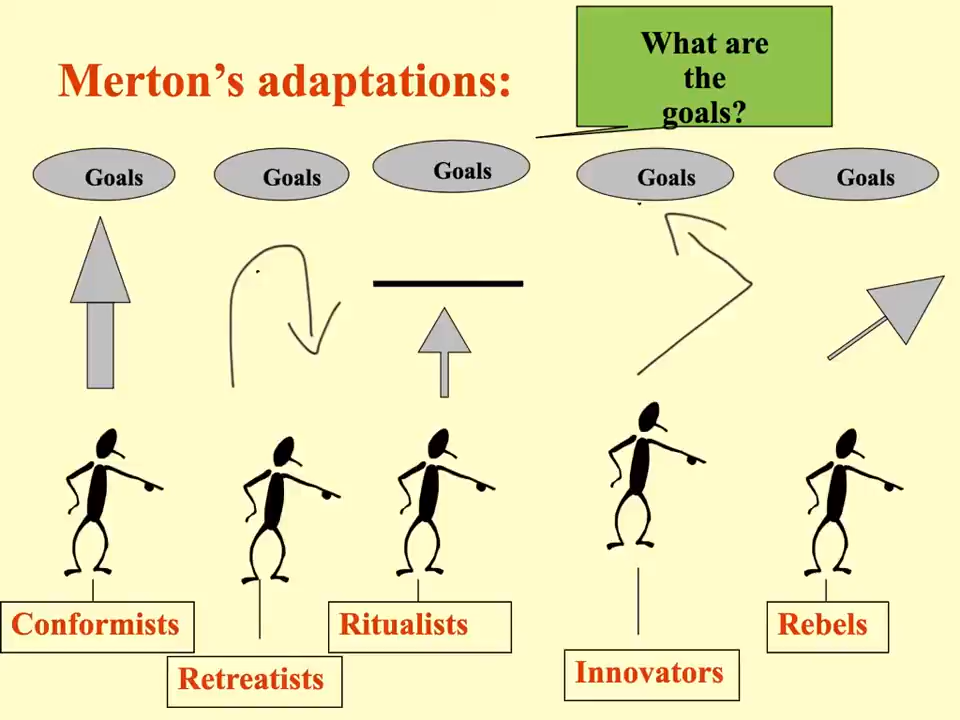 Merton's adaptations:
What are
the
goals?
Goals
Goals
Goals
Goals
Goals
Conformists
Retreatists
Ritualists
Innovators
Rebels